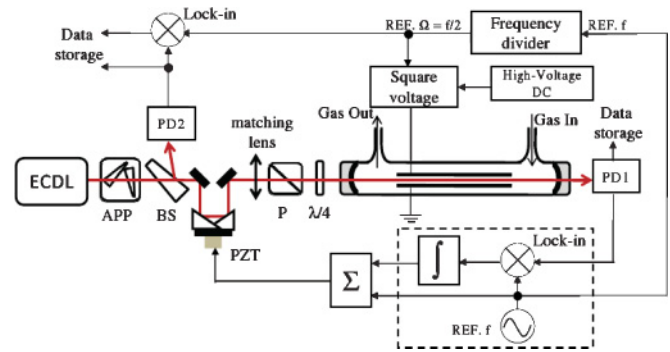 Lock-in
REF. Ω = f/2
Frequency
divider
REF. f
Data
storage
Square
voltage
High-Voltage
DC
Gas Out
Gas In
PD2
matching
lens
Data
storage
ECDL
PD1
APP
BS
P
λ/4
PZT
Lock-in
∫
Σ
REF. f